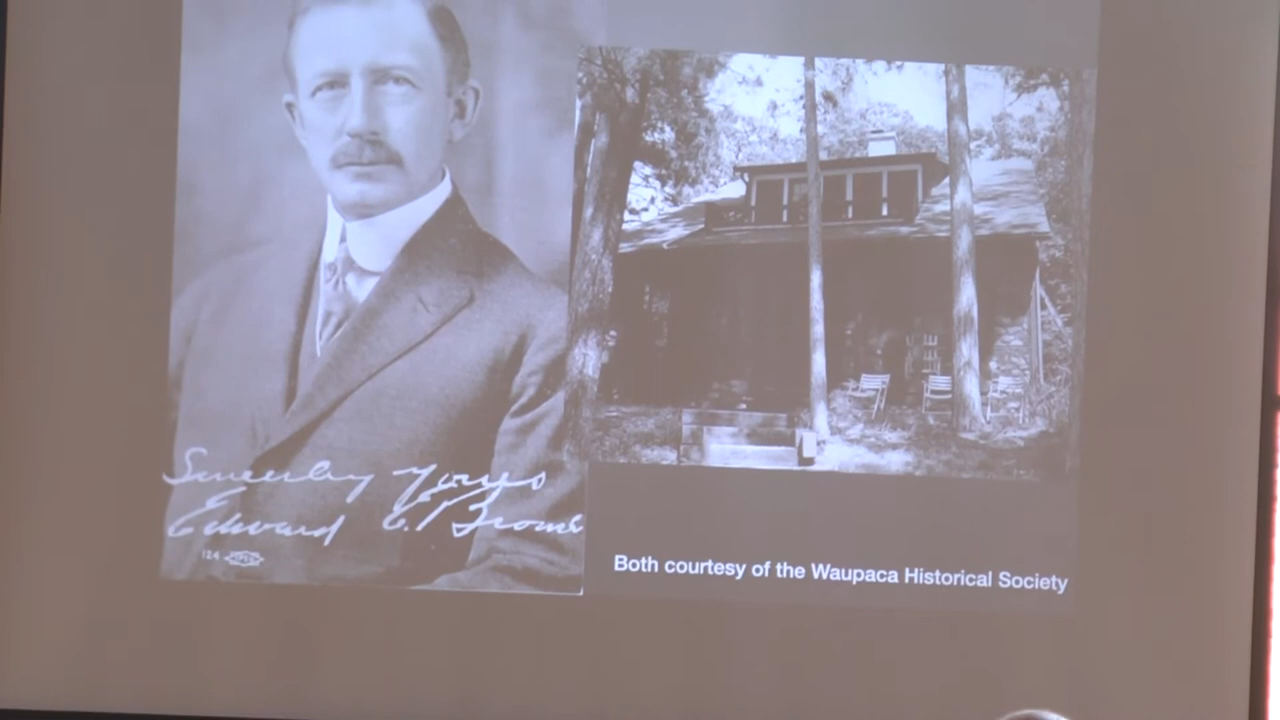 Sincerely Yours
Edward E. Browne
124
Both courtesy of the Waupaca Historical Society